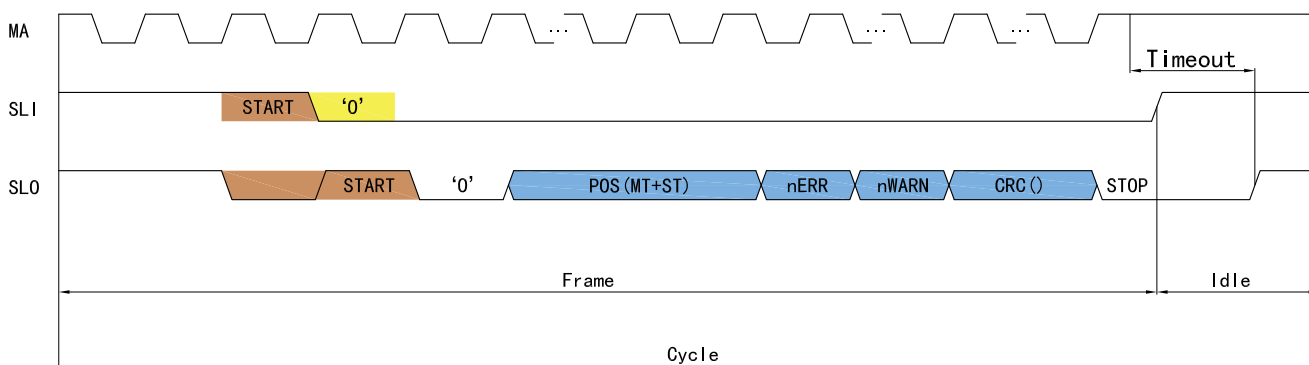 MA
... ... ...
Timeout
SLI START ‘0’
SLO START ‘0’ POS(MT+ST) nERR nWARN CRC() STOP
Frame Idle
Cycle